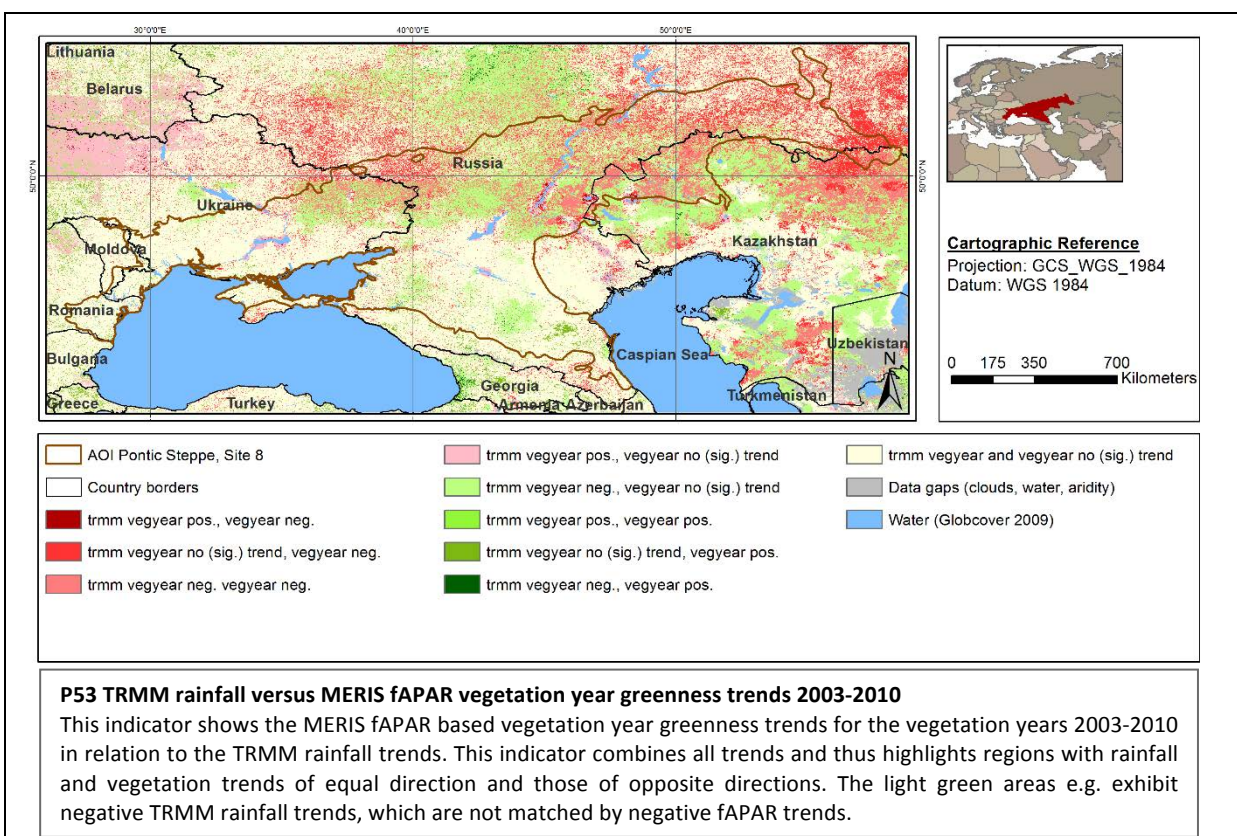 30°0'0"E
40°0'0"E
50°0'0"E
50°0'N
50°0'N
Lithuania
Belarus
Russia
Ukraine
Moldova
Kazakhstan
Romania
Uzbekistan
Bulgaria
Caspian Sea
Georgia
Greece
Turkey
Armenia Azerbaijan
Turkmenistan
N
Cartographic Reference
Projection: GCS_WGS_1984
Datum: WGS 1984
0 175 350 700
Kilometers
AOI Pontic Steppe, Site 8
Country borders
trmm vegyear pos., vegyear neg.
trmm vegyear no (sig.) trend, vegyear neg.
trmm vegyear neg. vegyear neg.
trmm vegyear pos., vegyear no (sig.) trend
trmm vegyear neg., vegyear no (sig.) trend
trmm vegyear pos., vegyear pos.
trmm vegyear no (sig.) trend, vegyear pos.
trmm vegyear neg., vegyear pos.
trmm vegyear and vegyear no (sig.) trend
Data gaps (clouds, water, aridity)
Water (Globcover 2009)
P53 TRMM rainfall versus MERIS fAPAR vegetation year greenness trends 2003-2010
This indicator shows the MERIS fAPAR based vegetation year greenness trends for the vegetation years 2003-2010
in relation to the TRMM rainfall trends. This indicator combines all trends and thus highlights regions with rainfall
and vegetation trends of equal direction and those of opposite directions. The light green areas e.g. exhibit
negative TRMM rainfall trends, which are not matched by negative fAPAR trends.